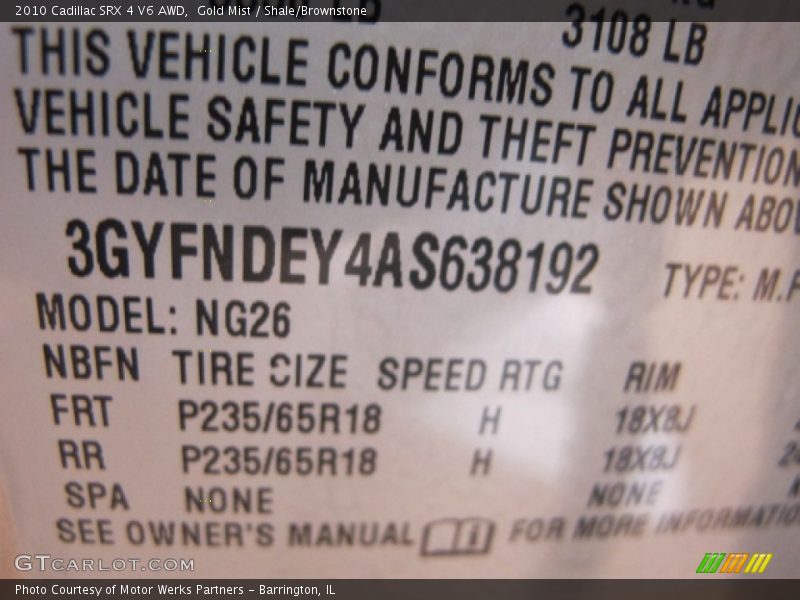 2010 Cadillac SRX 4 V6 AWD, Gold Mist / Shale/Brownstone
3108 LB
THIS VEHICLE CONFORMS TO ALL
VEHICLE SAFETY AND THEFT PREVENTION
THE DATE OF MANUFACTURE SHOWN
3GYFNDEY4AS638192
TYPE:
MODEL: NG26
NBFN TIRE SIZE SPEED RTG RIM
FRT P235/65R18 H 18X8J
RR P235/65R18 H 18X8J
SPA NONE NONE
SEE OWNER'S MANUAL FOR MORE
GTCARLOT.COM
Photo Courtesy of Motor Werks Partners – Barrington, IL